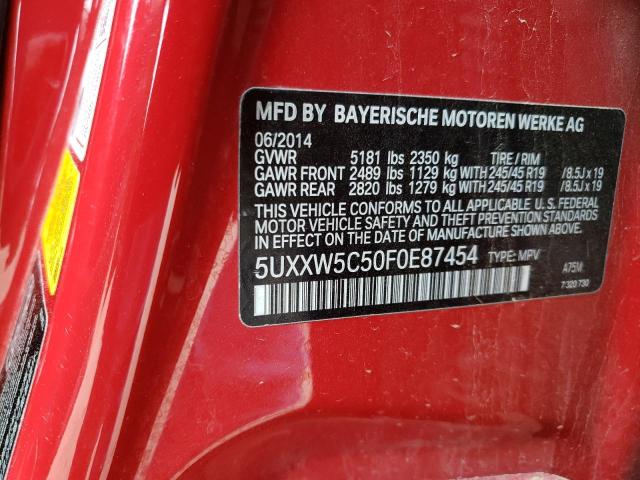 MFD BY BAYERISCHE MOTOREN WERKE AG
06/2014
GVWR 5181 lbs 2350 kg TIRE / RIM
GAWR FRONT 2489 lbs 1129 kg WITH 245/45 R19 /8.5J x 19
GAWR REAR 2820 lbs 1279 kg WITH 245/45 R19 /8.5J x 19
THIS VEHICLE CONFORMS TO ALL APPLICABLE U. S. FEDERAL
MOTOR VEHICLE SAFETY AND THEFT PREVENTION STANDARDS
IN EFFECT ON THE DATE OF MANUFACTURE SHOWN ABOVE.
5UXXW5C50F0E87454 TYPE: MPV A75M
7 320 730